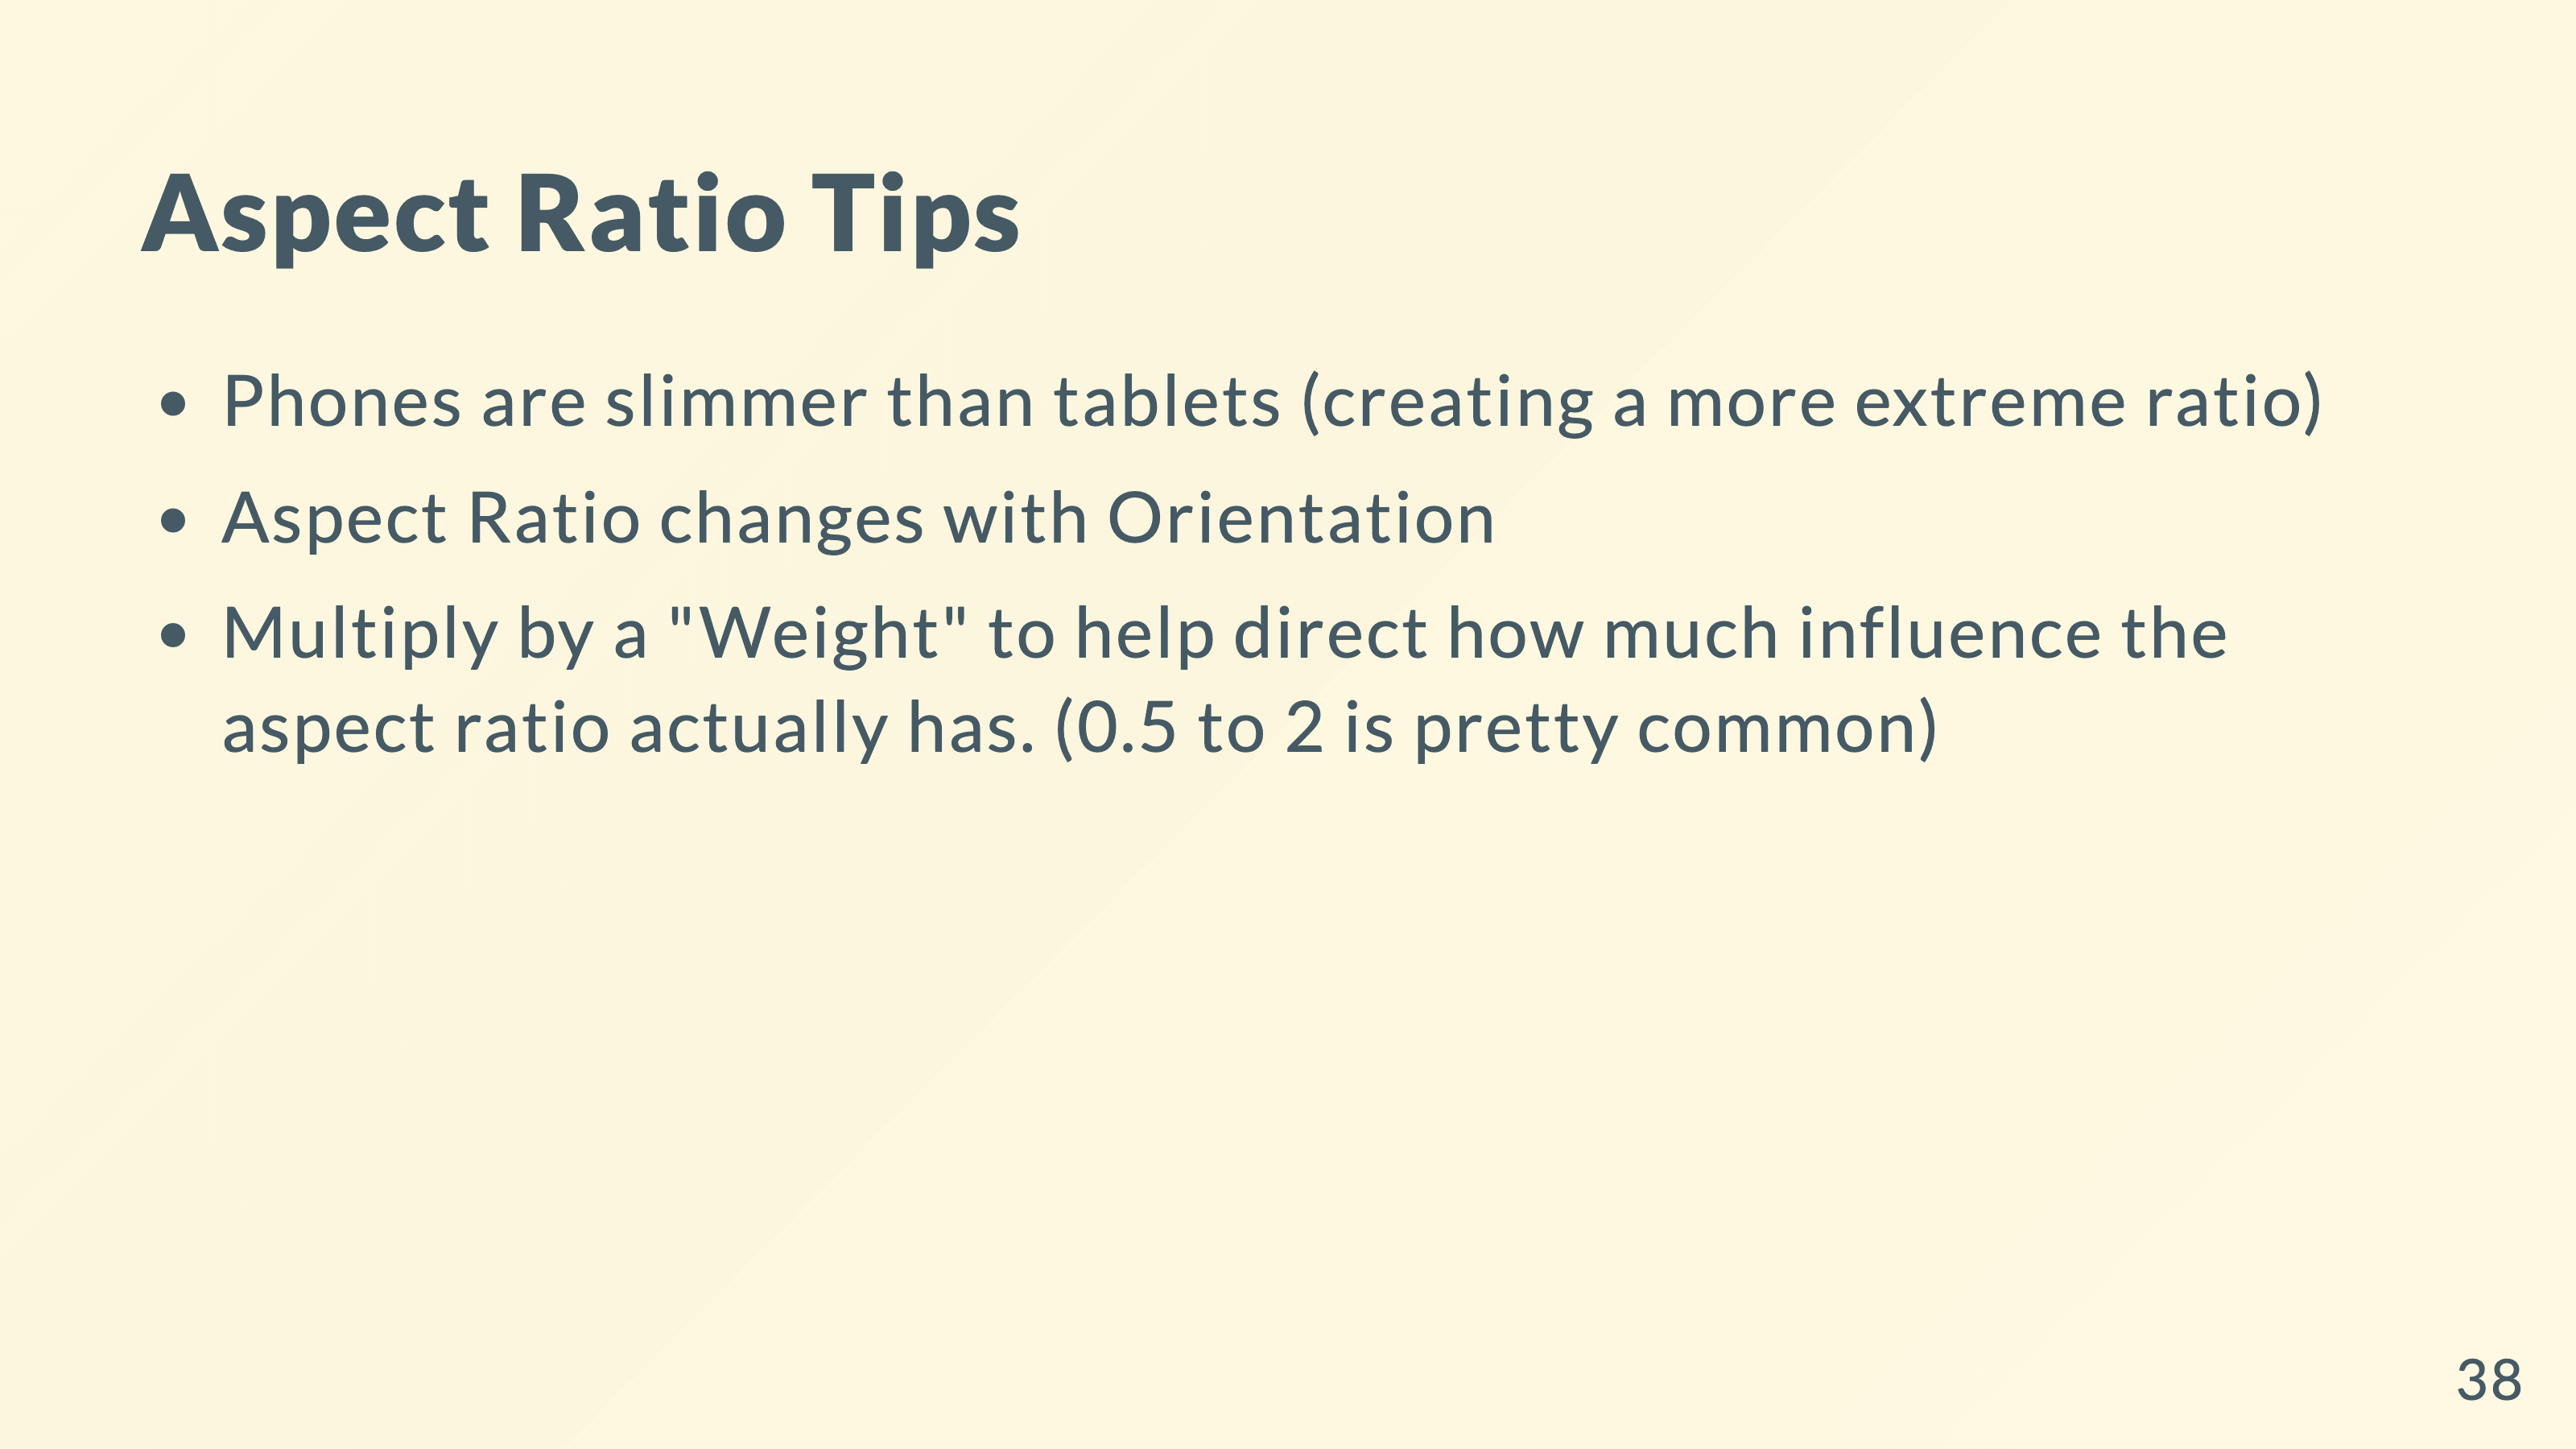 Aspect Ratio Tips
• Phones are slimmer than tablets (creating a more extreme ratio)
• Aspect Ratio changes with Orientation
• Multiply by a "Weight" to help direct how much influence the
aspect ratio actually has. (0.5 to 2 is pretty common)
38